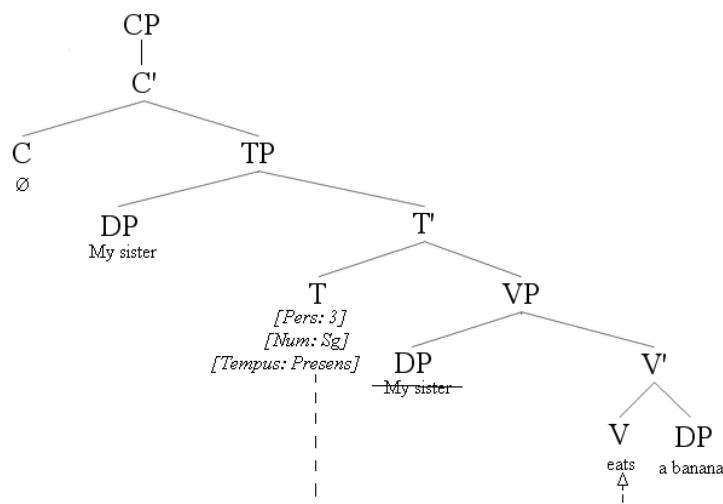 CP
C'
C TP
Ø
DP T'
My sister
T VP
[Pers: 3]
[Num: Sg]
[Tempus: Presens] DP V'
My sister
V DP
eats a banana